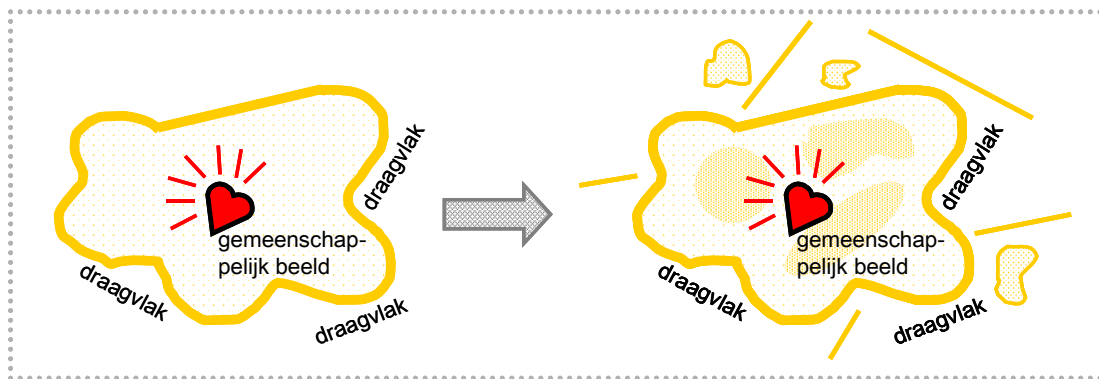 draagvlak
gemeenschap-
pelijk beeld
draagvlak
draagvlak
draagvlak
gemeenschap-
pelijk beeld
draagvlak
draagvlak